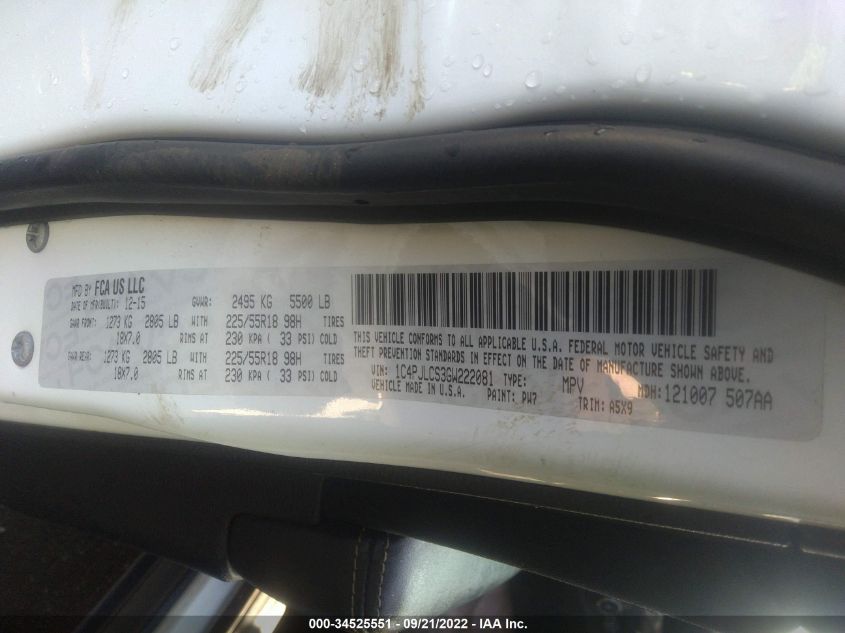 MFD BY FCA US LLC
DATE OF MFR(BUILT): 12-15 GVWR: 2495 KG 5500 LB
GAWR FRONT: 1273 KG 2805 LB WITH 225/55R18 98H TIRES
18X7.0 RIMS AT 230 KPA ( 33 PSI) COLD
GAWR REAR: 1273 KG 2805 LB WITH 225/55R18 98H TIRES
18X7.0 RIMS AT 230 KPA ( 33 PSI) COLD
THIS VEHICLE CONFORMS TO ALL APPLICABLE U.S.A. FEDERAL MOTOR VEHICLE SAFETY AND
THEFT PREVENTION STANDARDS IN EFFECT ON THE DATE OF MANUFACTURE SHOWN ABOVE.
VIN: 1C4PJLCS3GW222081 TYPE: MPV MDH: 121007 507AA
VEHICLE MADE IN U.S.A. PAINT: PW7 TRIM: A5X9
000-34525551 - 09/21/2022 - IAA Inc.